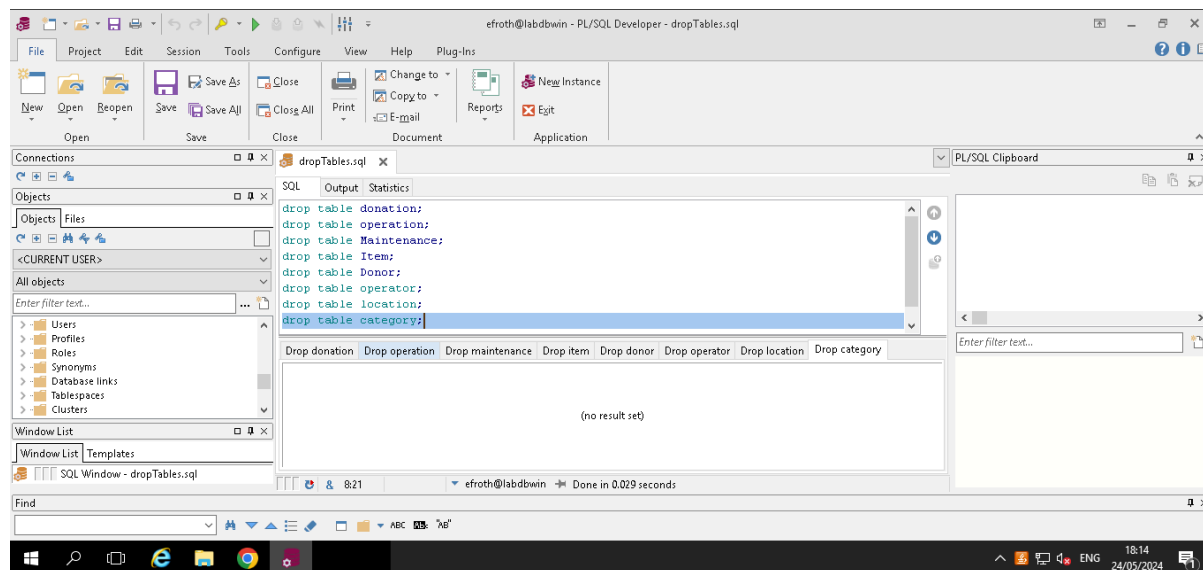 efroth@labdbwin - PL/SQL Developer - dropTables.sql
File Project Edit Session Tools Configure View Help Plug-Ins
New Open Reopen Save Save As Save All Close Close All Print Change to Copy to E-mail Reports New Instance Exit
Open Save Close Document Application
Connections
dropTables.sql
PL/SQL Clipboard
SQL Output Statistics
Objects
Objects Files
<CURRENT USER>
All objects
Enter filter text...
...
Users
Profiles
Roles
Synonyms
Database links
Tablespaces
Clusters
drop table donation;
drop table operation;
drop table Maintenance;
drop table Item;
drop table Donor;
drop table operator;
drop table location;
drop table category;
Drop donation Drop operation Drop maintenance Drop item Drop donor Drop operator Drop location Drop category
(no result set)
Enter filter text...
Window List
Window List Templates
SQL Window - dropTables.sql
& 8:21 efroth@labdbwin Done in 0.029 seconds
Find
ABC AB "AB"
ENG 18:14
24/05/2024